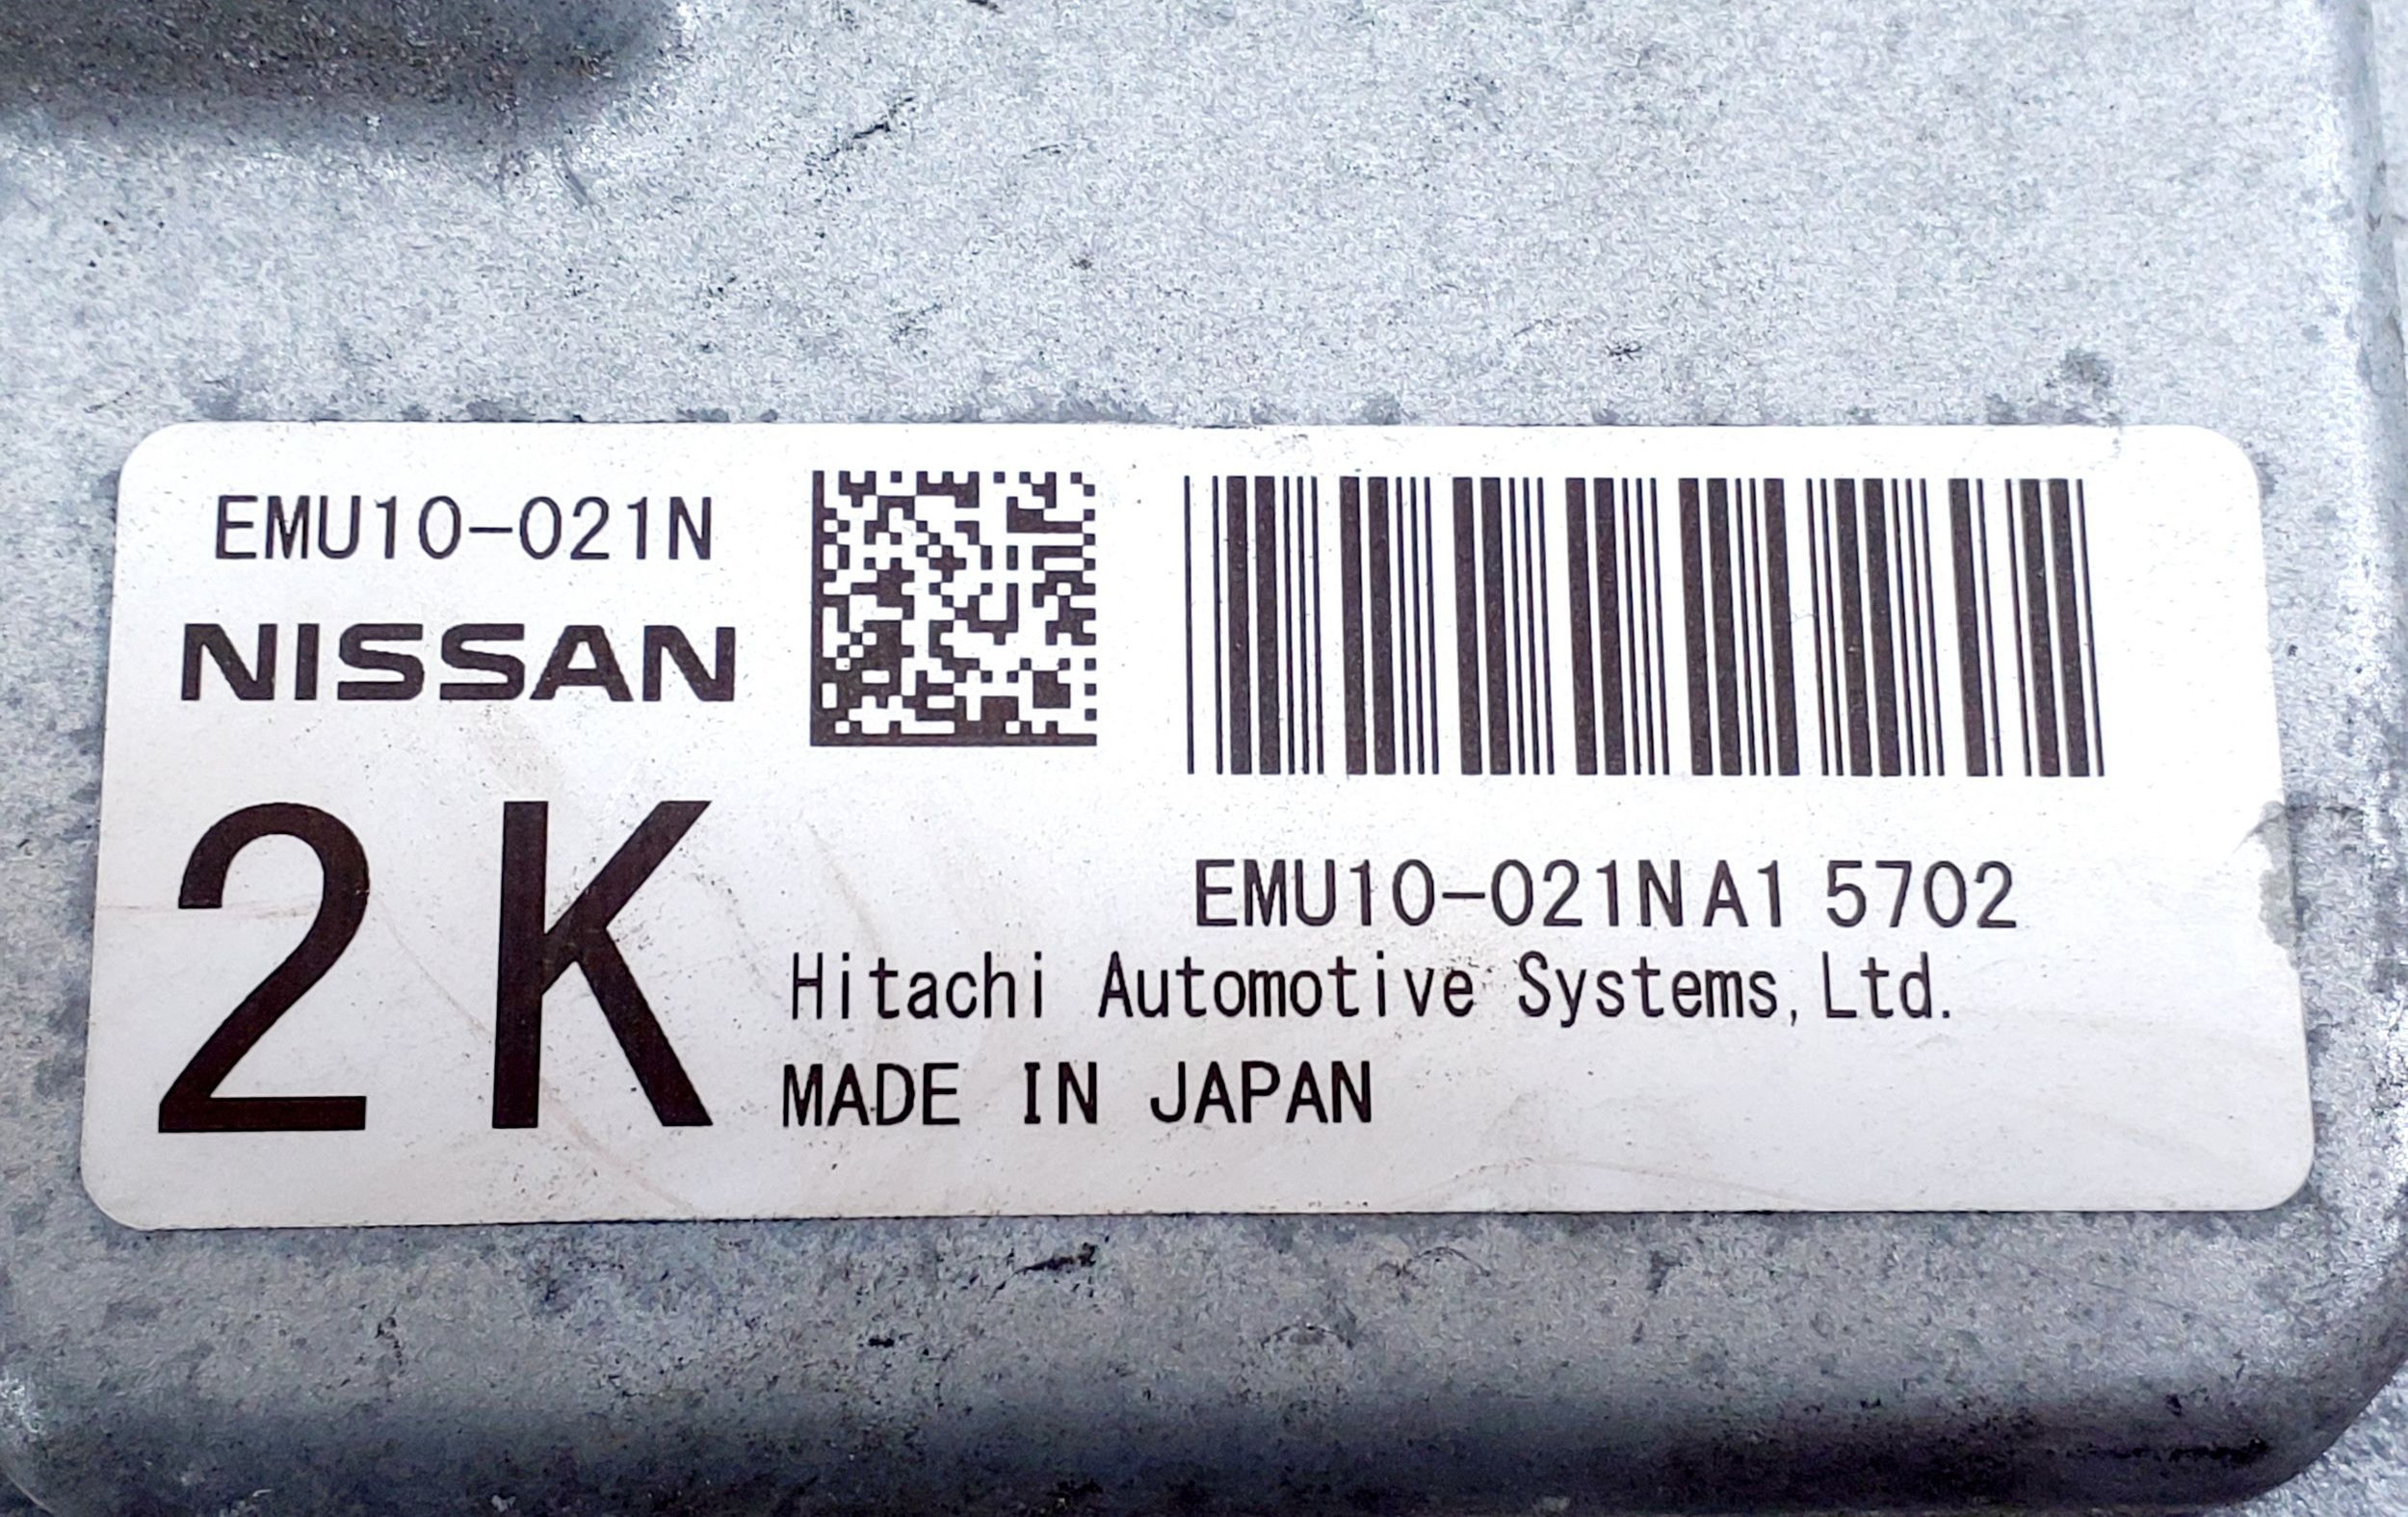 EMU10-021N
NISSAN
2K
EMU10-021NA1 5702
Hitachi Automotive Systems,Ltd.
MADE IN JAPAN